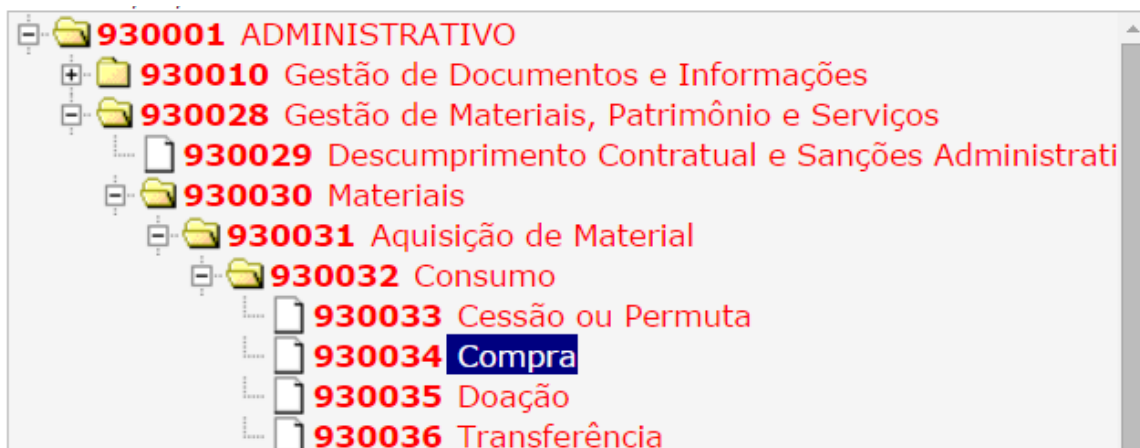 930001 ADMINISTRATIVO
930010 Gestão de Documentos e Informações
930028 Gestão de Materiais, Patrimônio e Serviços
930029 Descumprimento Contratual e Sanções Administrati
930030 Materiais
930031 Aquisição de Material
930032 Consumo
930033 Cessão ou Permuta
930034 Compra
930035 Doação
930036 Transferência